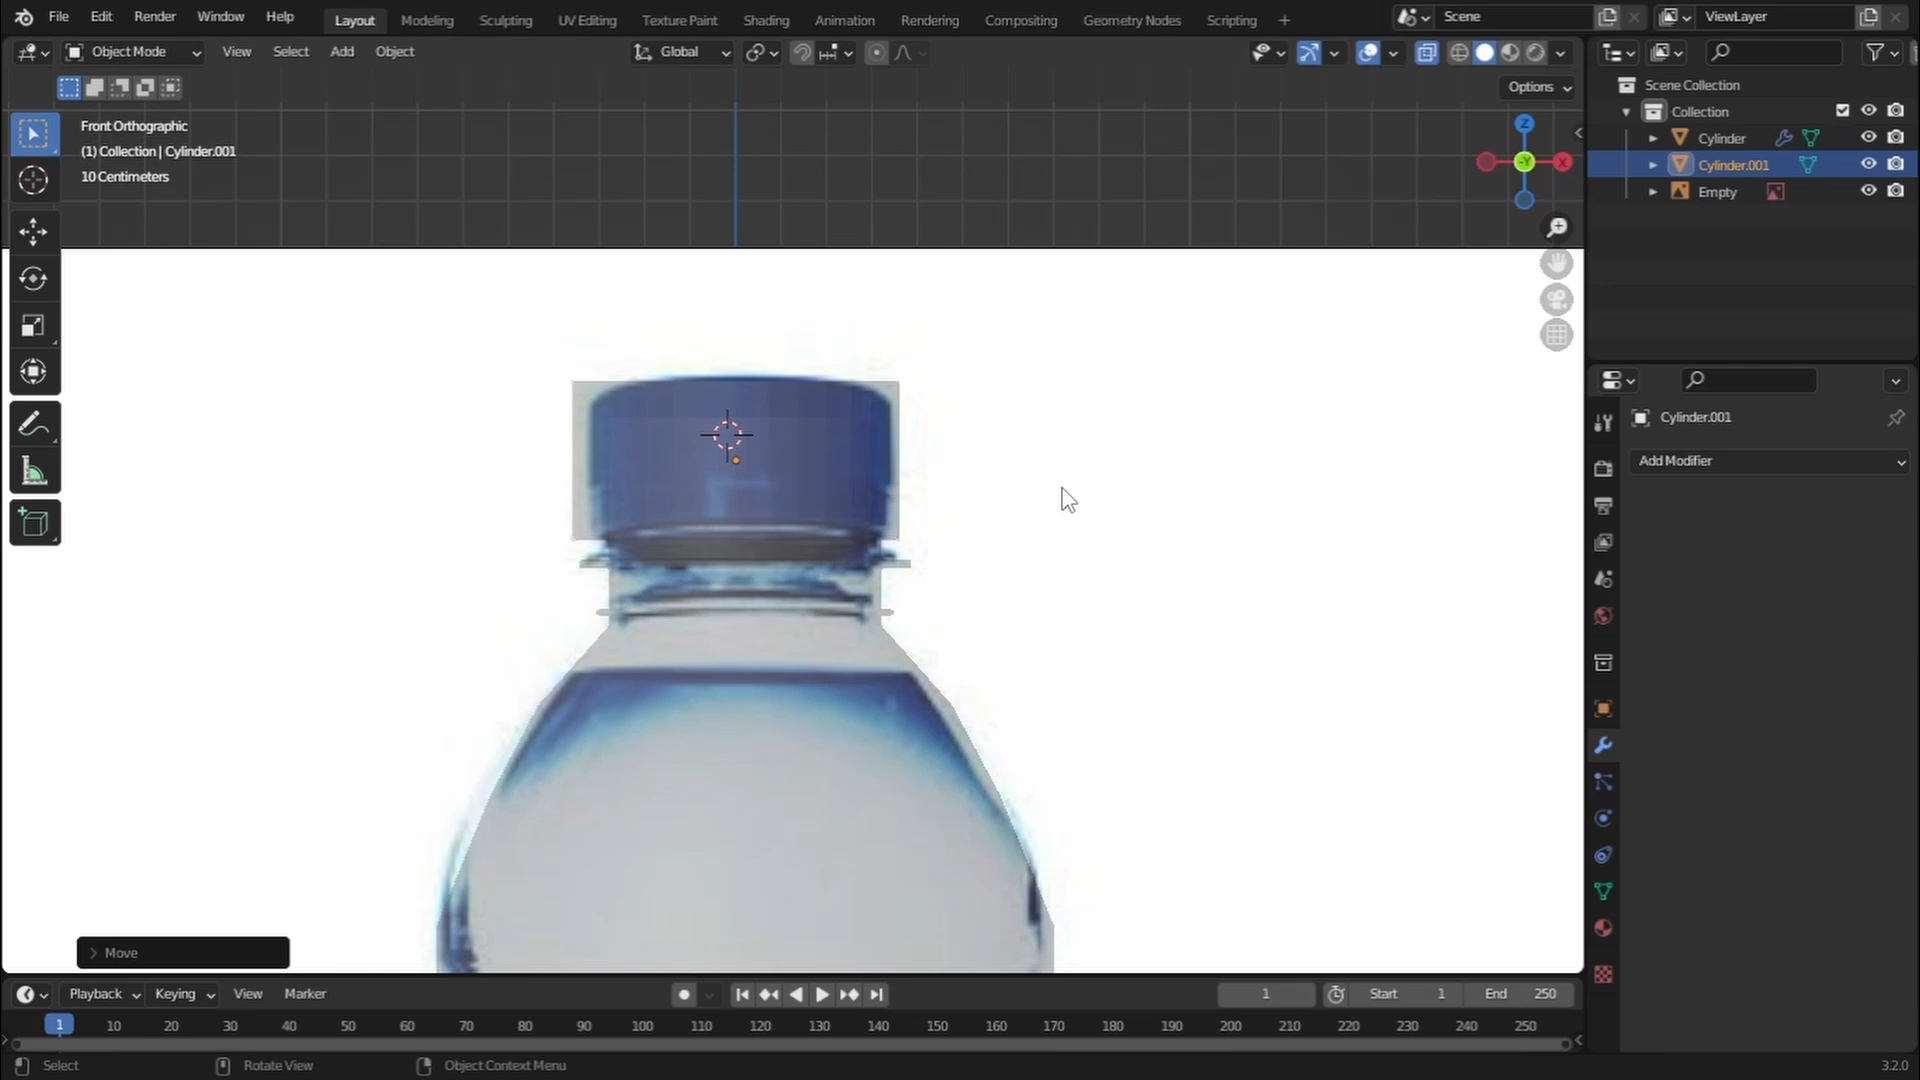 File Edit Render Window Help Layout Modeling Sculpting UV Editing Texture Paint Shading Animation Rendering Compositing Geometry Nodes Scripting + Scene ViewLayer
Object Mode View Select Add Object Global
Options
Front Orthographic
(1) Collection | Cylinder.001
10 Centimeters
Z
-Y
X
Scene Collection
Collection
Cylinder
Cylinder.001
Empty
Cylinder.001
Add Modifier
Move
Playback Keying View Marker 1 Start 1 End 250
1 10 20 30 40 50 60 70 80 90 100 110 120 130 140 150 160 170 180 190 200 210 220 230 240 250
Select Rotate View Object Context Menu 3.2.0